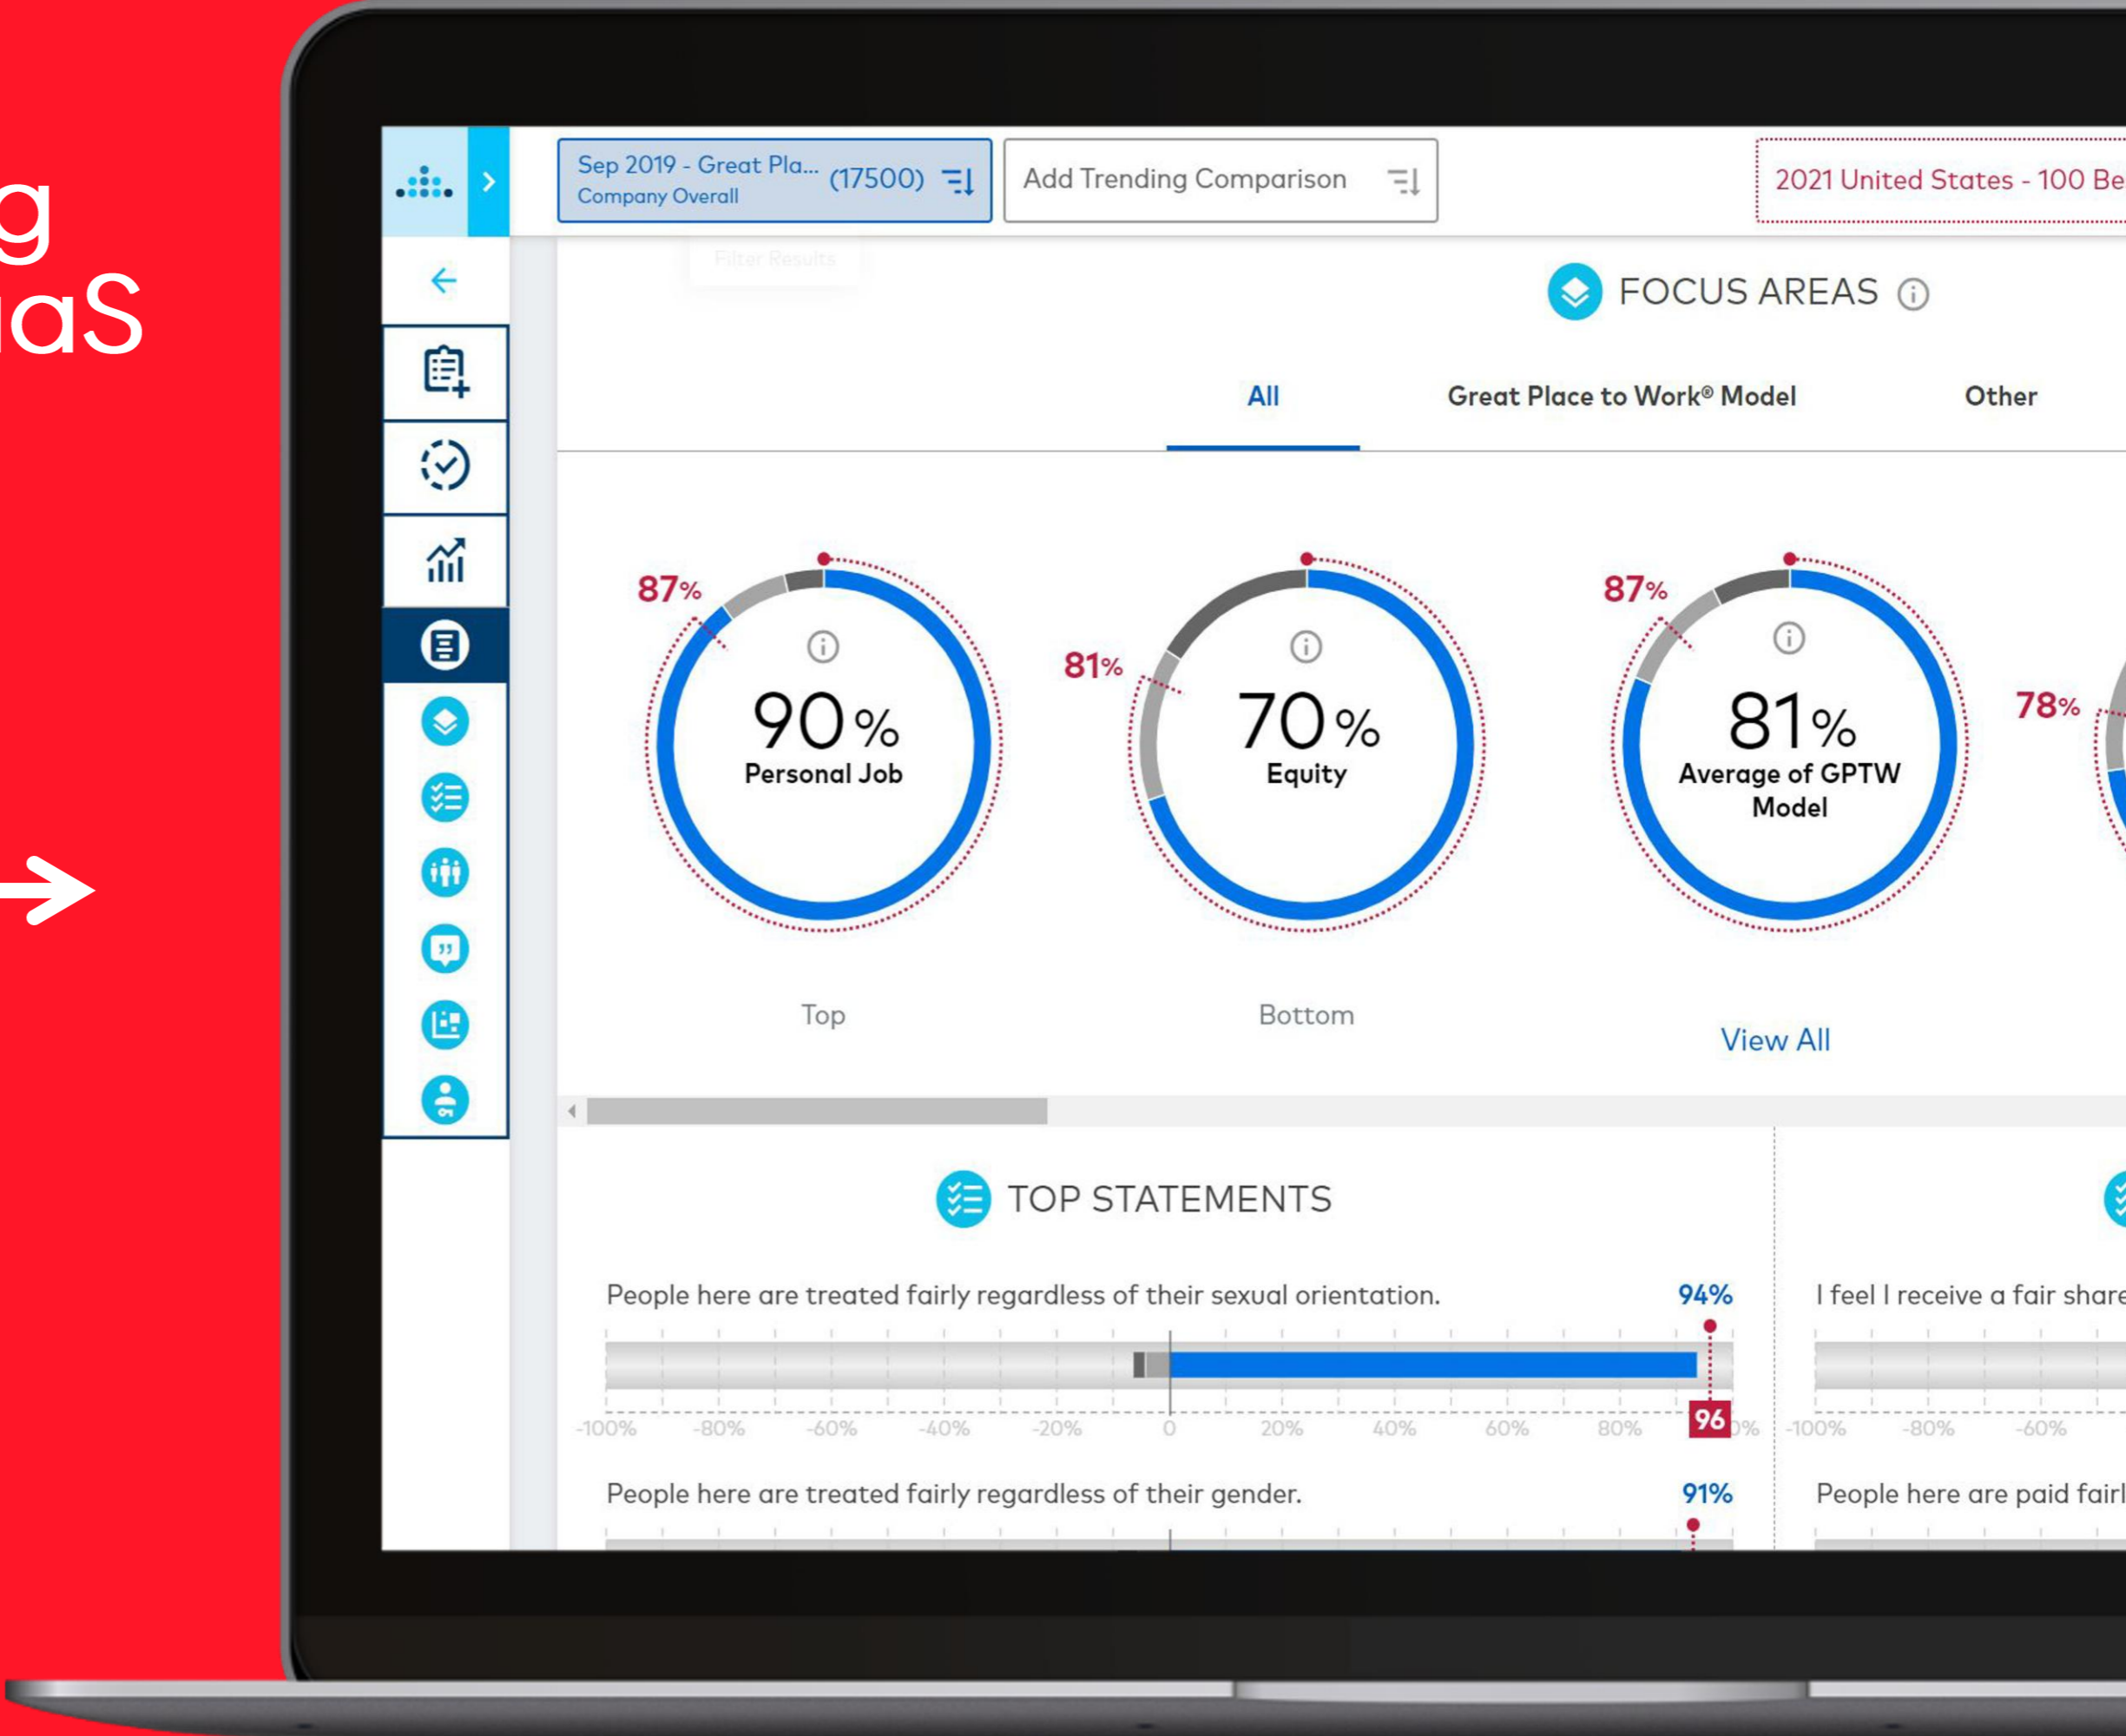 Sep 2019 - Great Pla... (17500)
Company Overall
Add Trending Comparison
2021 United States - 100
Filter Results
FOCUS AREAS
All
Great Place to Work® Model
Other
87%
90%
Personal Job
81%
70%
Equity
87%
81%
Average of GPTW
Model
78%
Top
Bottom
View All
TOP STATEMENTS
People here are treated fairly regardless of their sexual orientation.
94%
96
-100% -80% -60% -40% -20% 0 20% 40% 60% 80%
People here are treated fairly regardless of their gender.
91%
I feel I receive a fair share
-100% -80% -60%
People here are paid